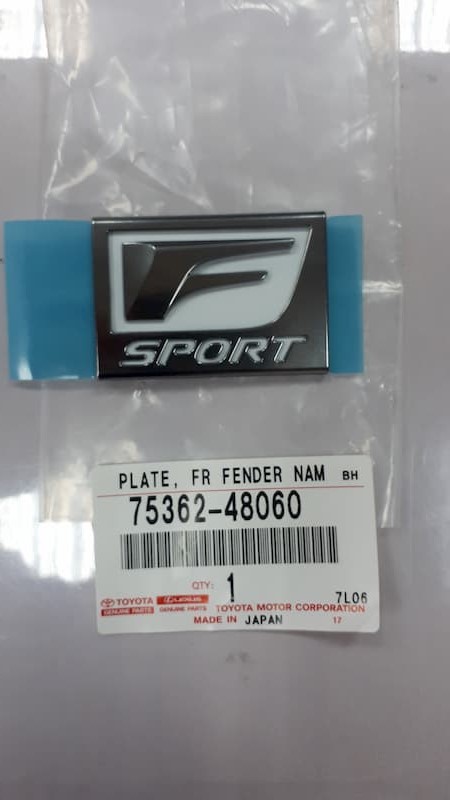 F
SPORT
PLATE, FR FENDER NAM BH
75362-48060
QTY: 1
7L06
TOYOTA LEXUS TOYOTA MOTOR CORPORATION
GENUINE PARTS GENUINE PARTS
MADE IN JAPAN 17